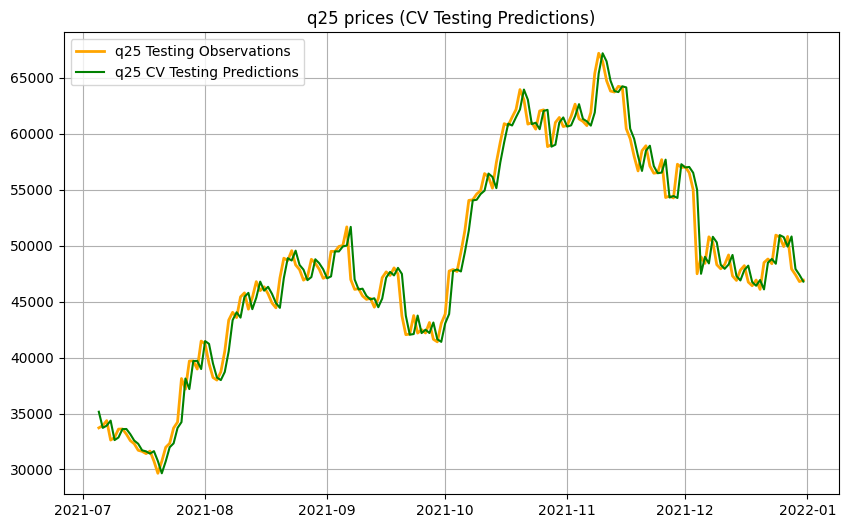 q25 prices (CV Testing Predictions)
q25 Testing Observations
q25 CV Testing Predictions
65000
60000
55000
50000
45000
40000
35000
30000
2021-07 2021-08 2021-09 2021-10 2021-11 2021-12 2022-01